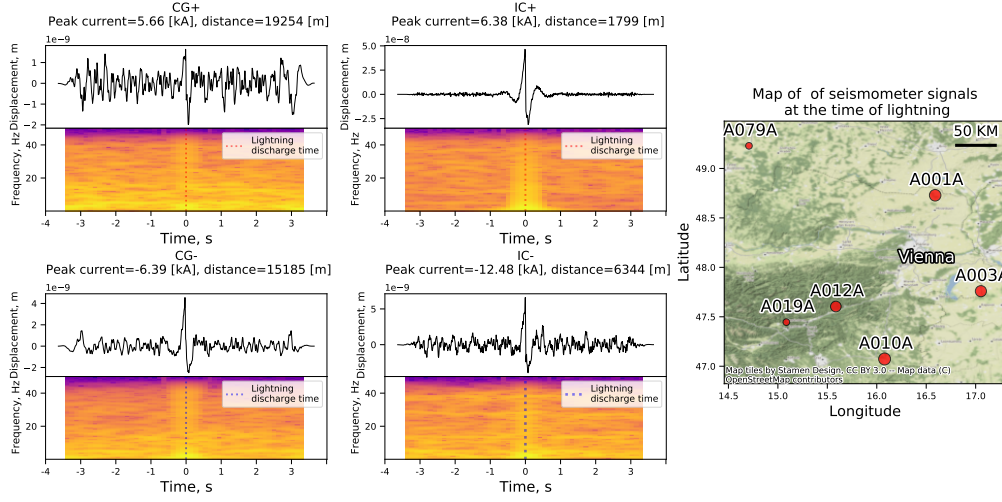 CG+
Peak current=5.66 [kA], distance=19254 [m]
1e−9
Displacement, m
1
0
−1
−2
Frequency, Hz
40
20
Lightning
discharge time
-4 -3 -2 -1 0 1 2 3 4
Time, s
IC+
Peak current=6.38 [kA], distance=1799 [m]
1e−8
Displacement, m
5.0
2.5
0.0
−2.5
Frequency, Hz
40
20
Lightning
discharge time
-4 -3 -2 -1 0 1 2 3 4
Time, s
CG-
Peak current=-6.39 [kA], distance=15185 [m]
1e−9
Displacement, m
4
2
0
−2
Frequency, Hz
40
20
Lightning
discharge time
-4 -3 -2 -1 0 1 2 3 4
Time, s
IC-
Peak current=-12.48 [kA], distance=6344 [m]
1e−9
Displacement, m
5
0
Frequency, Hz
40
20
Lightning
discharge time
-4 -3 -2 -1 0 1 2 3 4
Time, s
Map of  of seismometer signals
at the time of lightning
A079A
50 KM
A001A
Vienna
A003A
A012A
A019A
A010A
Map tiles by Stamen Design, CC BY 3.0 -- Map data (C)
OpenStreetMap contributors
Latitude
49.0
48.5
48.0
47.5
47.0
14.5 15.0 15.5 16.0 16.5 17.0
Longitude